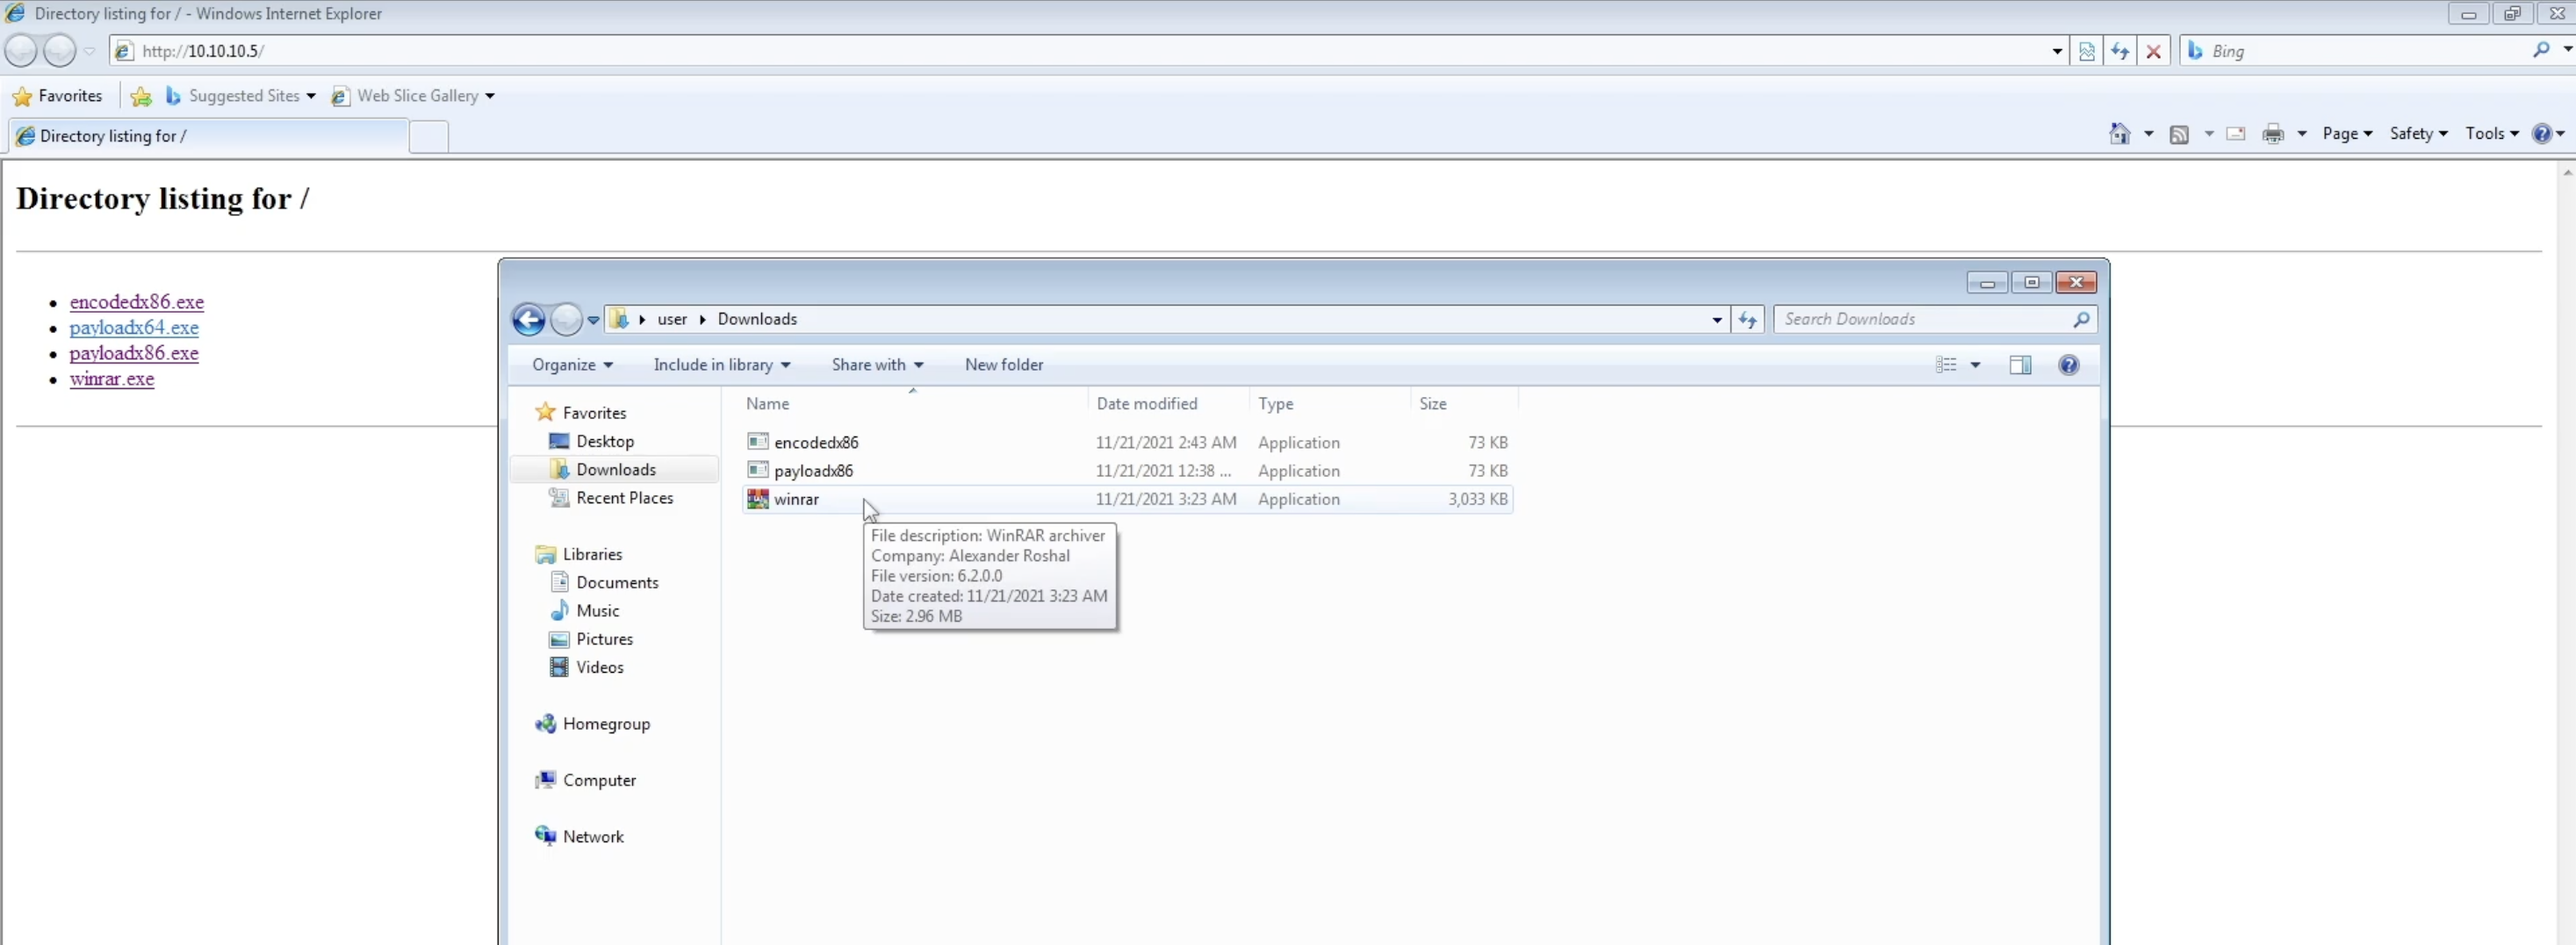 Directory listing for / - Windows Internet Explorer
http://10.10.10.5/
Bing
Favorites Suggested Sites Web Slice Gallery
Directory listing for /
Page Safety Tools
Directory listing for /
encodedx86.exe
payloadx64.exe
payloadx86.exe
winrar.exe
user Downloads
Search Downloads
Organize Include in library Share with New folder
Favorites
Desktop
Downloads
Recent Places
Libraries
Documents
Music
Pictures
Videos
Homegroup
Computer
Network
Name Date modified Type Size
encodedx86 11/21/2021 2:43 AM Application 73 KB
payloadx86 11/21/2021 12:38 ... Application 73 KB
winrar 11/21/2021 3:23 AM Application 3,033 KB
File description: WinRAR archiver
Company: Alexander Roshal
File version: 6.2.0.0
Date created: 11/21/2021 3:23 AM
Size: 2.96 MB